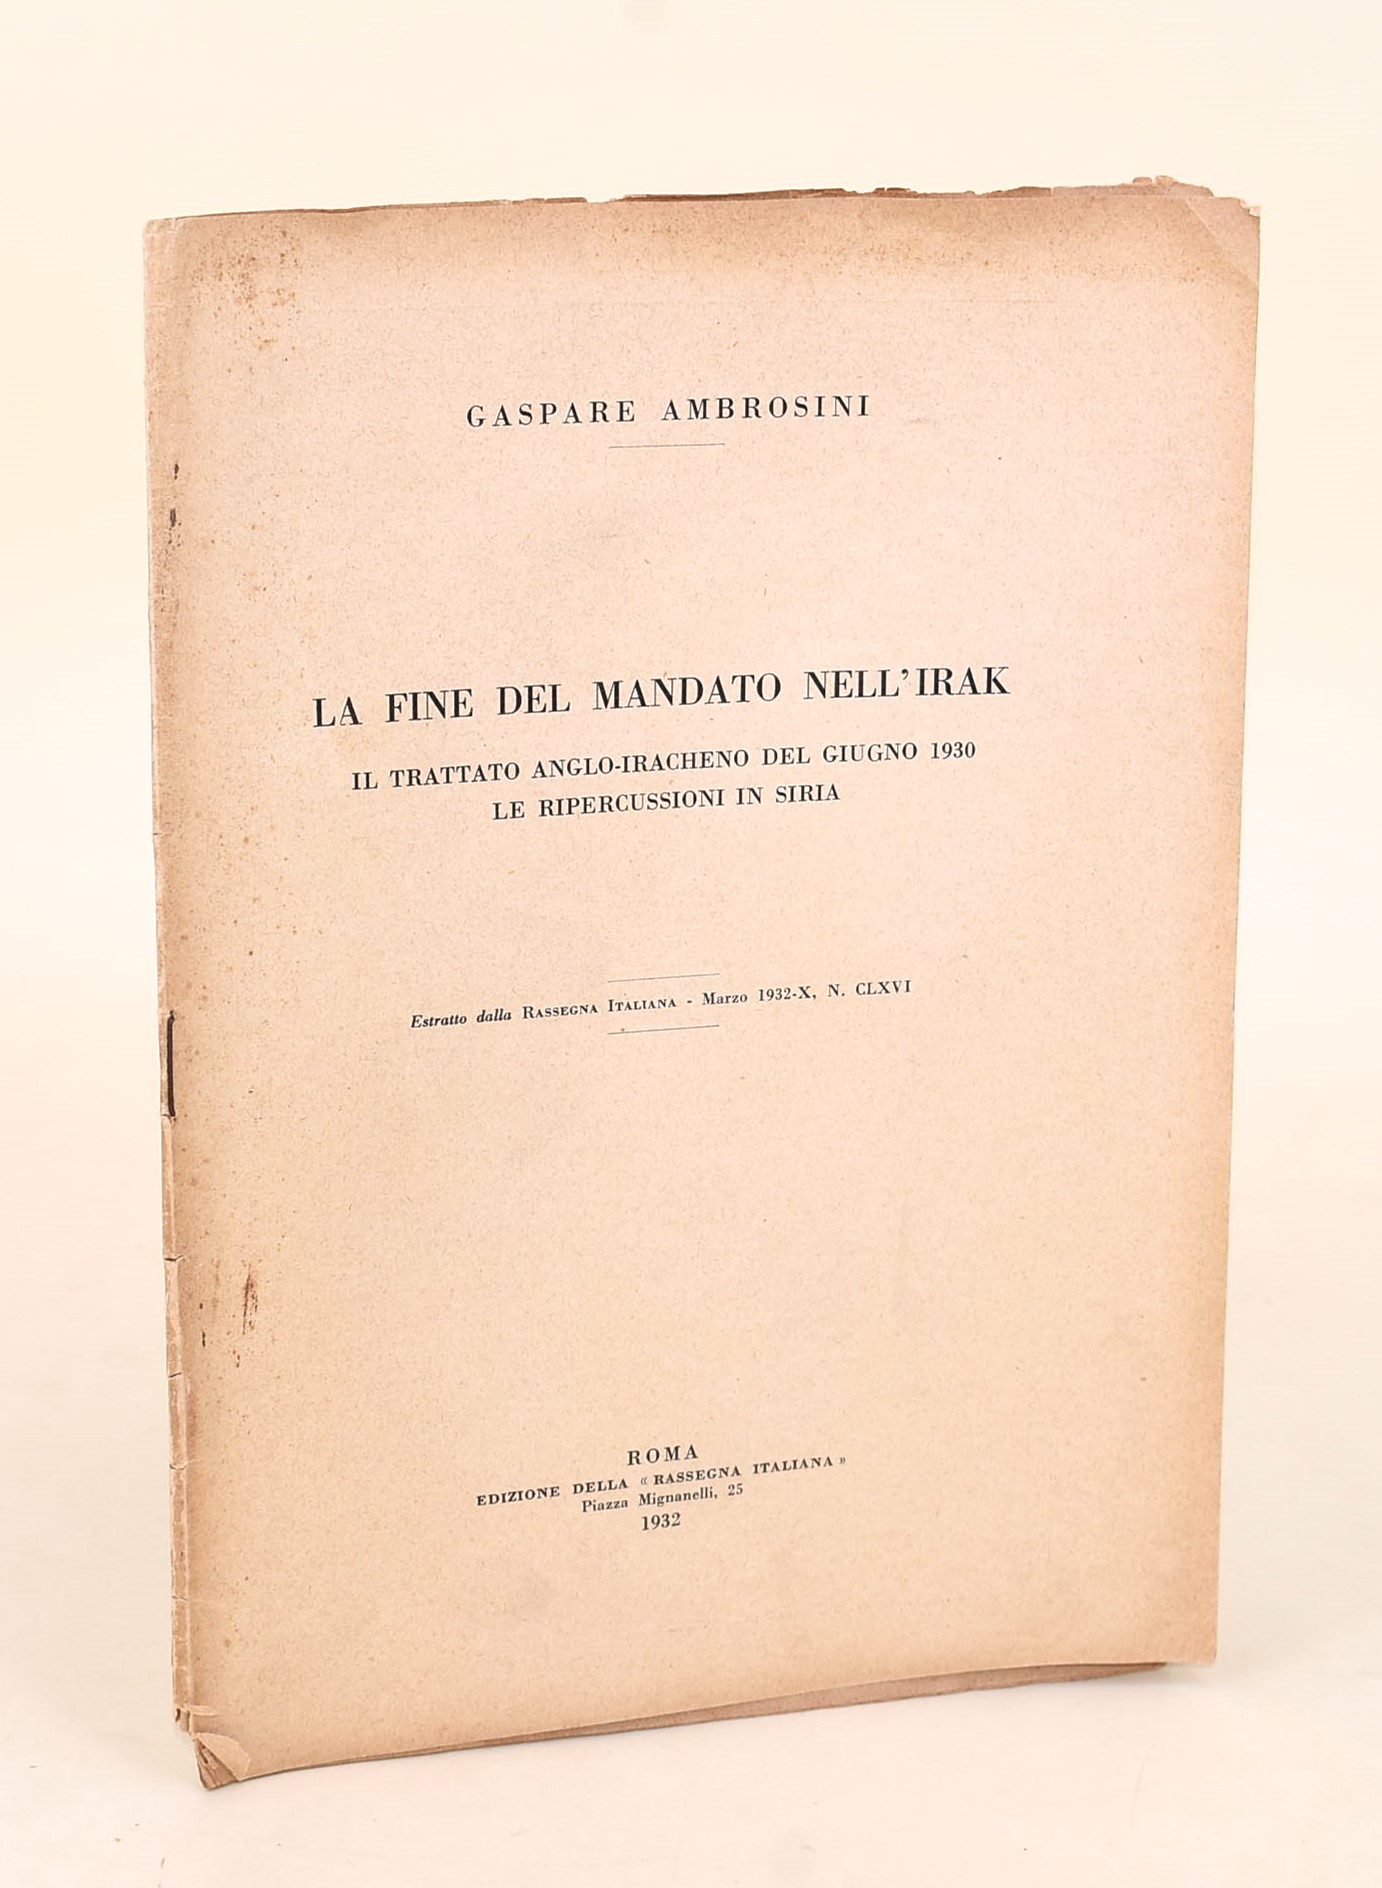 GASPARE AMBROSINI
LA FINE DEL MANDATO NELL'IRAK
IL TRATTATO ANGLO-IRACHENO DEL GIUGNO 1930
LE RIPERCUSSIONI IN SIRIA
Estratto dalla RASSEGNA ITALIANA - Marzo 1932-X, N. CLXVI
ROMA
EDIZIONE DELLA « RASSEGNA ITALIANA »
Piazza Mignanelli, 25
1932